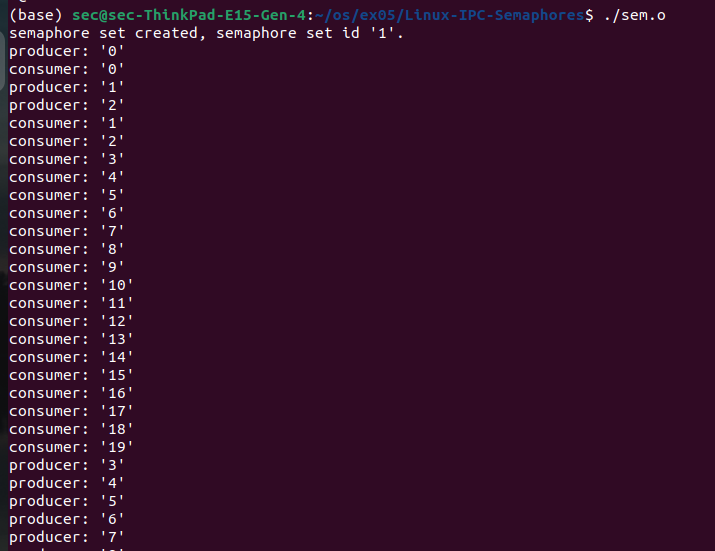 (base) sec@sec-ThinkPad-E15-Gen-4:~/os/ex05/Linux-IPC-Semaphores$ ./sem.o
semaphore set created, semaphore set id '1'.
producer: '0'
consumer: '0'
producer: '1'
producer: '2'
consumer: '1'
consumer: '2'
consumer: '3'
consumer: '4'
consumer: '5'
consumer: '6'
consumer: '7'
consumer: '8'
consumer: '9'
consumer: '10'
consumer: '11'
consumer: '12'
consumer: '13'
consumer: '14'
consumer: '15'
consumer: '16'
consumer: '17'
consumer: '18'
consumer: '19'
producer: '3'
producer: '4'
producer: '5'
producer: '6'
producer: '7'